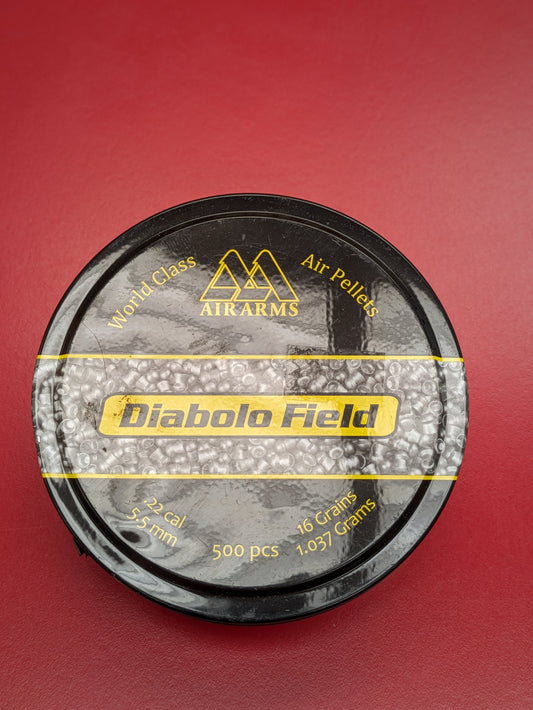 World Class
Air Pellets
AIR ARMS
Diabolo Field
.22 cal
5.5 mm
500 pcs
16 Grains
1.037 Grams